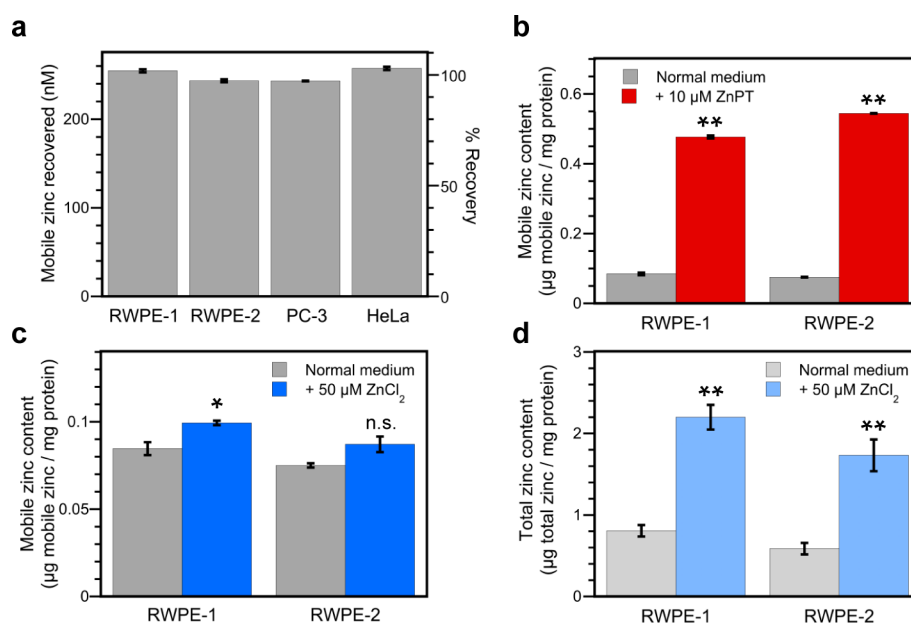 a
Mobile zinc recovered (nM)
240
160
80
0
100
50
0
% Recovery
RWPE-1 RWPE-2 PC-3 HeLa
b
Normal medium
+ 10 µM ZnPT
Mobile zinc content
(µg mobile zinc / mg protein)
0.6
0.4
0.2
0
** **
RWPE-1 RWPE-2
c
Normal medium
+ 50 µM ZnCl₂
Mobile zinc content
(µg mobile zinc / mg protein)
0.1
0.05
0
* n.s.
RWPE-1 RWPE-2
d
Normal medium
+ 50 µM ZnCl₂
Total zinc content
(µg total zinc / mg protein)
3
2
1
0
** **
RWPE-1 RWPE-2